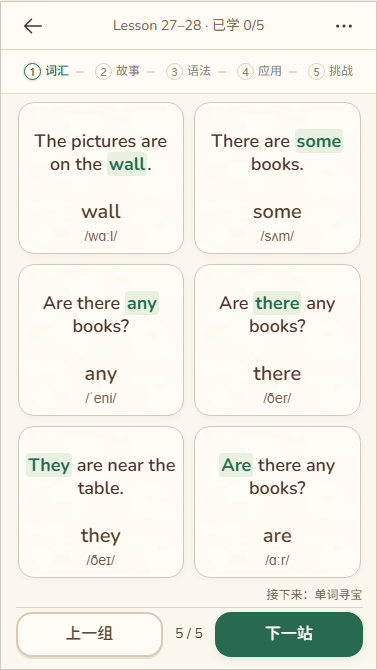 Lesson 27–28 · 已学 0/5
1 词汇 – 2 故事 – 3 语法 – 4 应用 – 5 挑战
The pictures are
on the wall.
wall
/wɑːl/
There are some
books.
some
/sʌm/
Are there any
books?
any
/ˈeni/
Are there any
books?
there
/ðer/
They are near the
table.
they
/ðeɪ/
Are there any
books?
are
/ɑːr/
接下来：单词寻宝
上一组
5 / 5
下一站